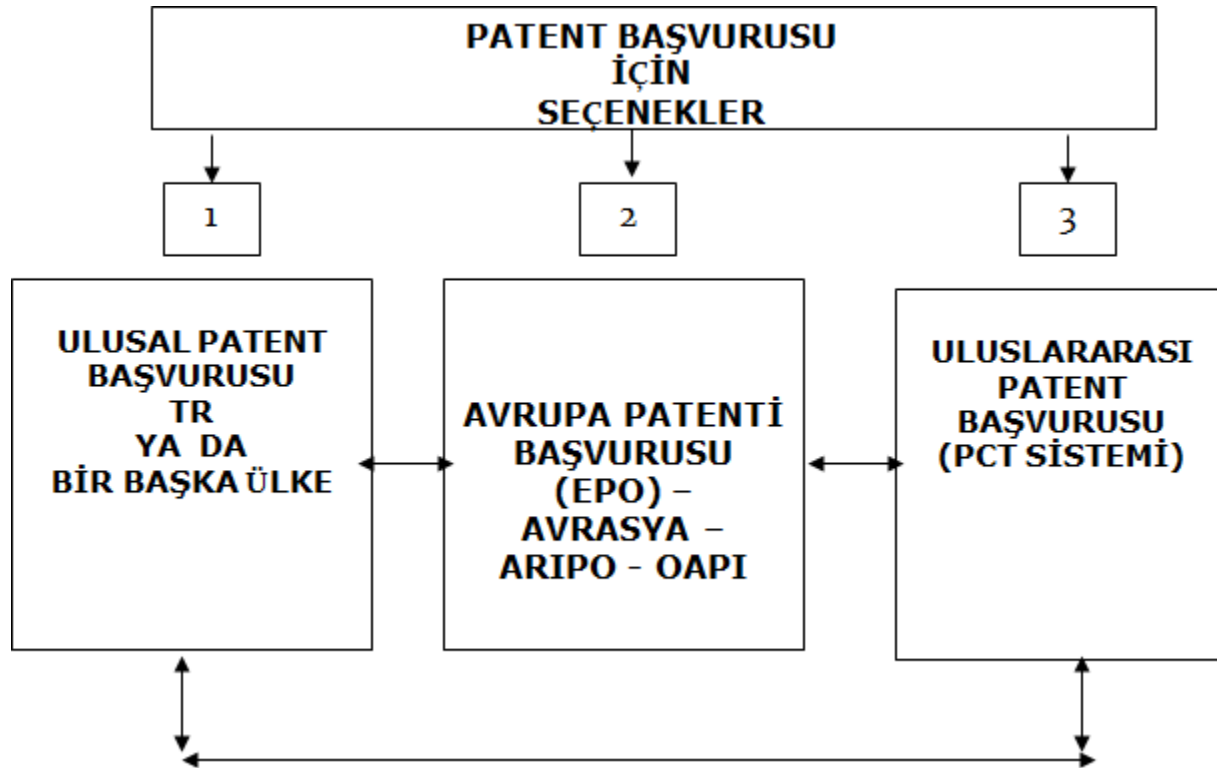 PATENT BAŞVURUSU
İÇİN
SEÇENEKLER
1
2
3
ULUSAL PATENT
BAŞVURUSU
TR
YA DA
BİR BAŞKA ÜLKE
AVRUPA PATENTİ
BAŞVURUSU
(EPO) –
AVRASYA –
ARIPO - OAPI
ULUSLARARASI
PATENT
BAŞVURUSU
(PCT SİSTEMİ)